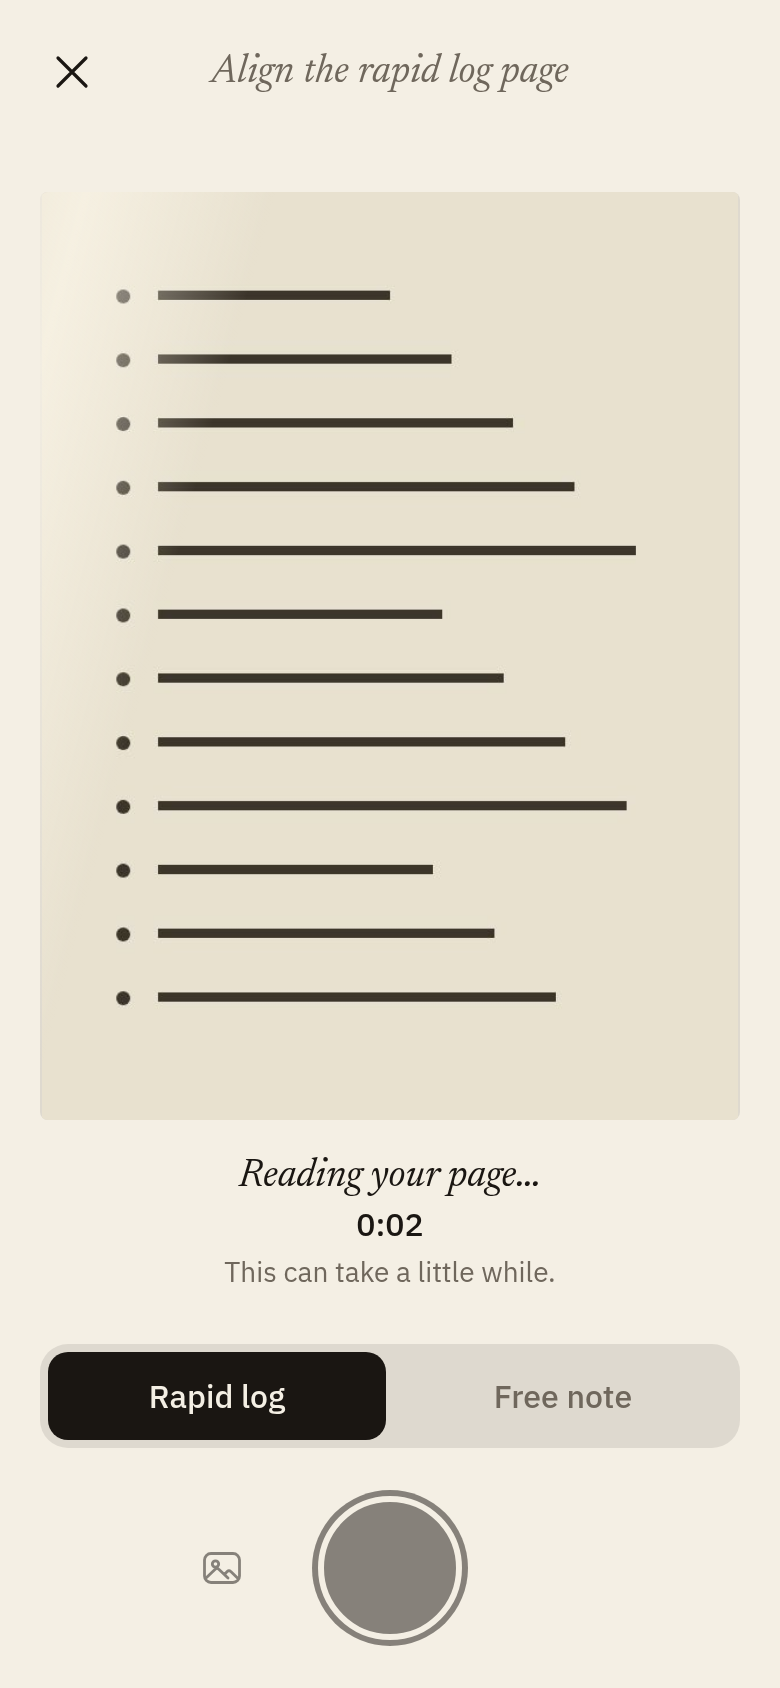 Align the rapid log page
Reading your page...
0:02
This can take a little while.
Rapid log
Free note